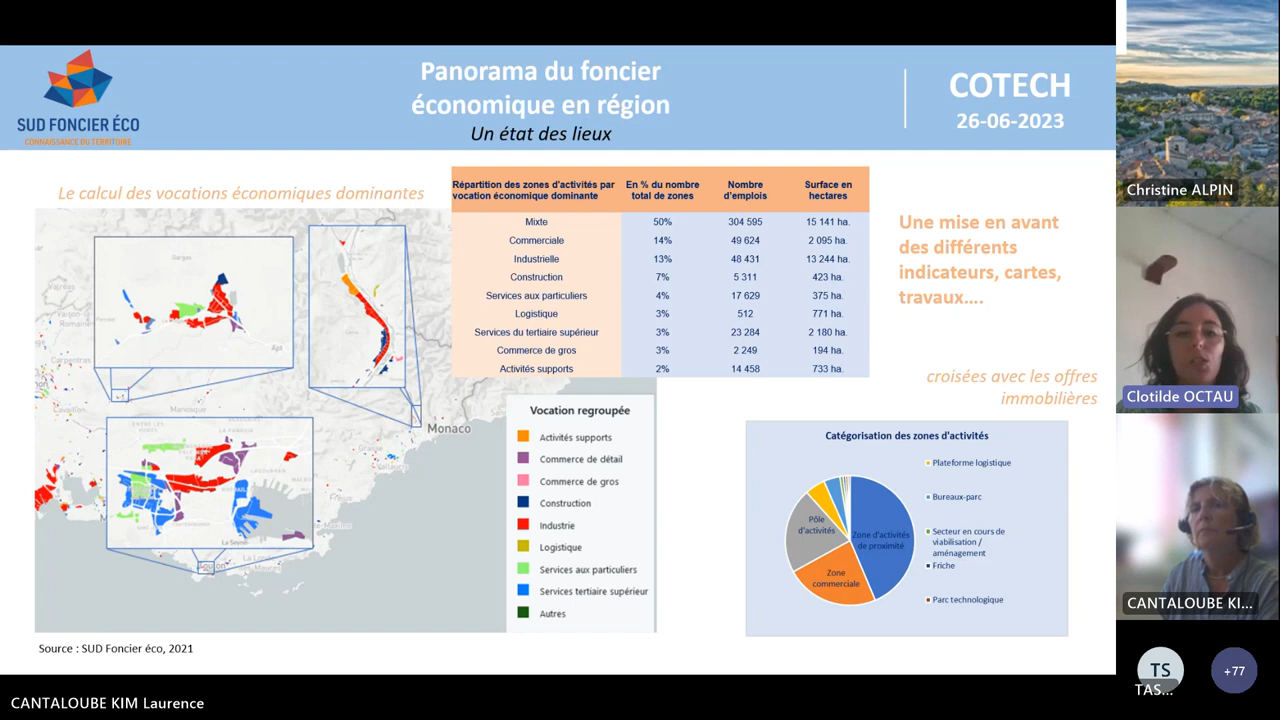 SUD FONCIER ÉCO
CONNAISSANCE DU TERRITOIRE
Panorama du foncier
économique en région
Un état des lieux
COTECH
26-06-2023
Le calcul des vocations économiques dominantes
Répartition des zones d'activités par vocation économique dominante | En % du nombre total de zones | Nombre d'emplois | Surface en hectares
Mixte 50% 304 595 15 141 ha.
Commerciale 14% 49 624 2 095 ha.
Industrielle 13% 48 431 13 244 ha.
Construction 7% 5 311 423 ha.
Services aux particuliers 4% 17 629 375 ha.
Logistique 3% 512 771 ha.
Services du tertiaire supérieur 3% 23 284 2 180 ha.
Commerce de gros 3% 2 249 194 ha.
Activités supports 2% 14 458 733 ha.
Une mise en avant
des différents
indicateurs, cartes,
travaux....
croisées avec les offres
immobilières
Gargas
Apt
Carpentras
Cavaillon
Manosque
Monaco
Grasse
Toulon
La Seyne
Vocation regroupée
Activités supports
Commerce de détail
Commerce de gros
Construction
Industrie
Logistique
Services aux particuliers
Services tertiaire supérieur
Autres
Catégorisation des zones d'activités
Pôle
d'activités
Zone d'activités
de proximité
Zone
commerciale
Plateforme logistique
Bureaux-parc
Secteur en cours de
viabilisation /
aménagement
Friche
Parc technologique
Source : SUD Foncier éco, 2021
Christine ALPIN
Clotilde OCTAU
CANTALOUBE KI...
TS
TAS...
+77
CANTALOUBE KIM Laurence